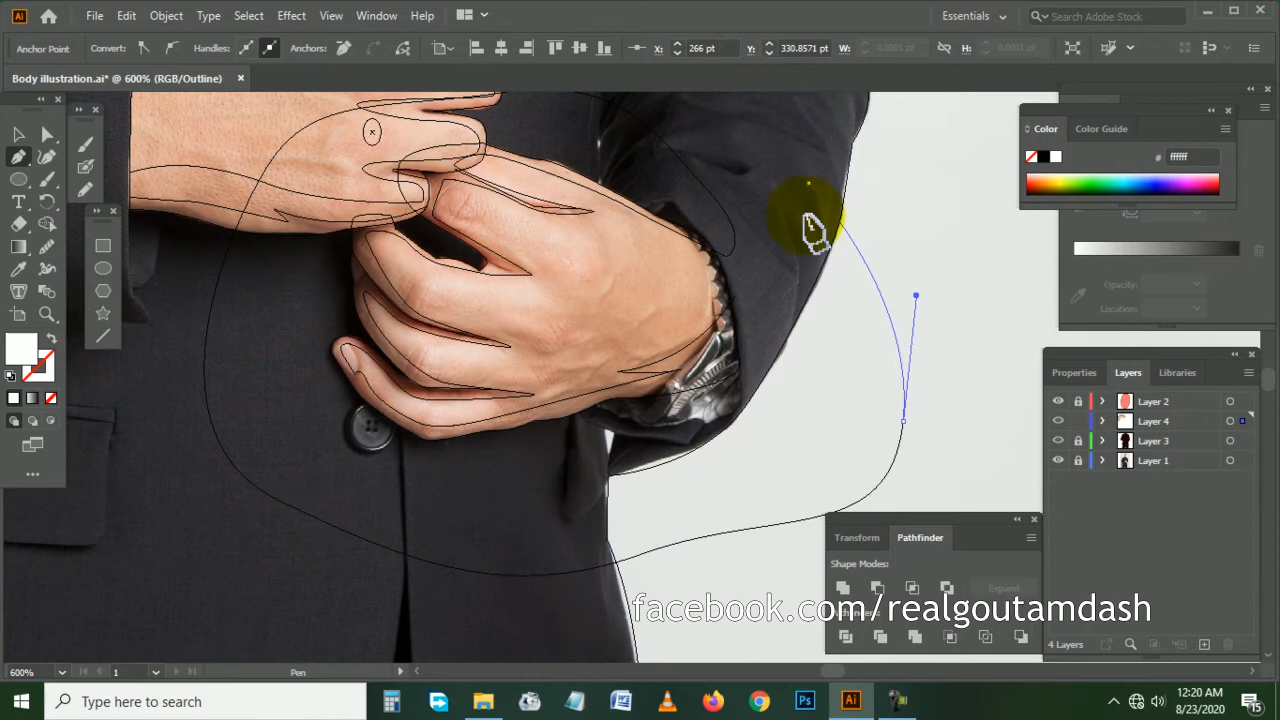 File Edit Object Type Select Effect View Window Help Essentials Search Adobe Stock
Anchor Point Convert: Handles: Anchors: X: 266 pt Y: 330.8571 pt W: 0.0001 pt H: 0.0001 pt
Body illustration.ai* @ 600% (RGB/Outline)
Color Color Guide
# ffffff
Opacity:
Location:
Properties Layers Libraries
Layer 2
Layer 4
Layer 3
Layer 1
4 Layers
Transform Pathfinder
Shape Modes:
Expand
facebook.com/realgoutamdash
600% 1 Pen
Type here to search
12:20 AM
8/23/2020
15